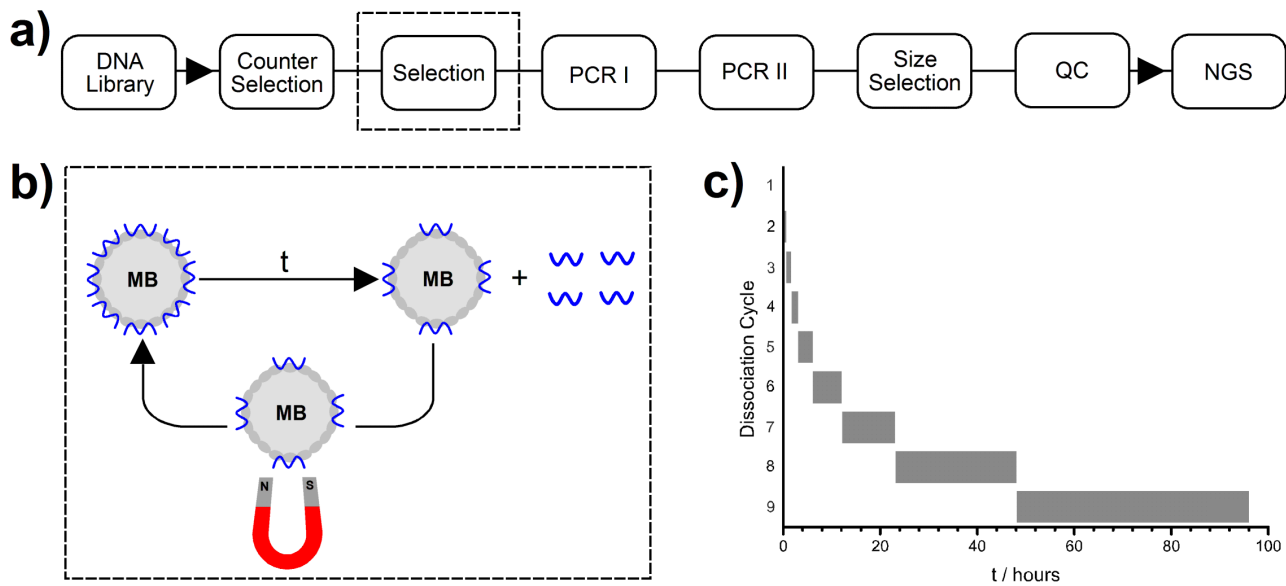 a)
DNA
Library
Counter
Selection
Selection
PCR I
PCR II
Size
Selection
QC
NGS
b)
MB
t
MB
+
MB
N S
c)
Dissociation Cycle
1
2
3
4
5
6
7
8
9
0 20 40 60 80 100
t / hours